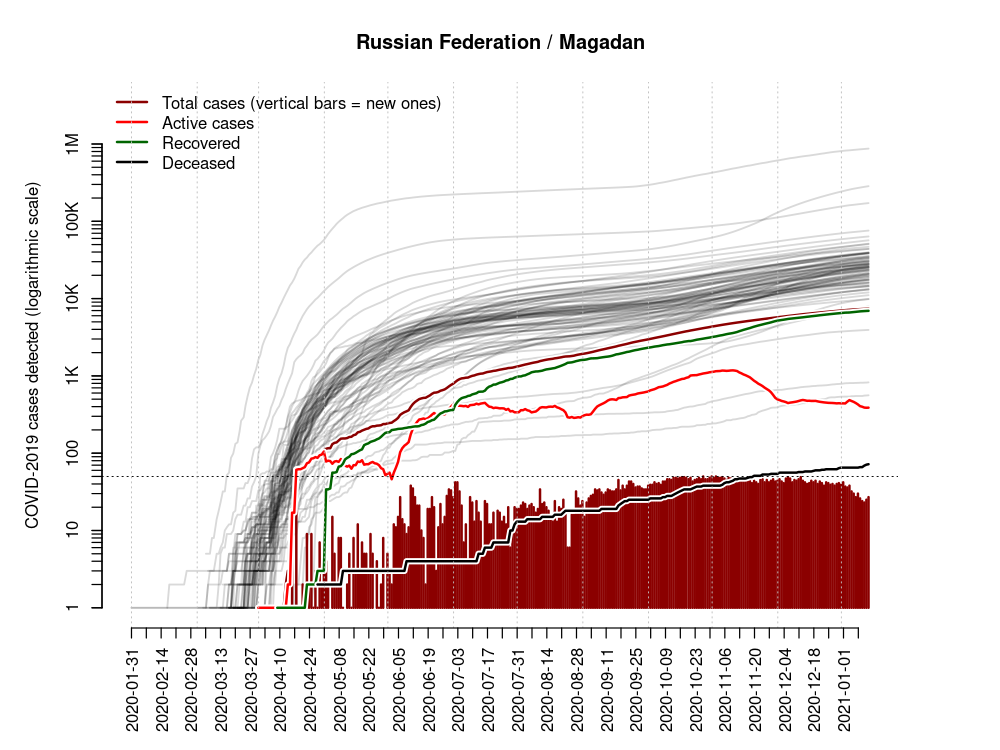 Russian Federation / Magadan
Total cases (vertical bars = new ones)
Active cases
Recovered
Deceased
COVID-2019 cases detected (logarithmic scale)
1M
100K
10K
1K
100
10
1
2020-01-31
2020-02-14
2020-02-28
2020-03-13
2020-03-27
2020-04-10
2020-04-24
2020-05-08
2020-05-22
2020-06-05
2020-06-19
2020-07-03
2020-07-17
2020-07-31
2020-08-14
2020-08-28
2020-09-11
2020-09-25
2020-10-09
2020-10-23
2020-11-06
2020-11-20
2020-12-04
2020-12-18
2021-01-01